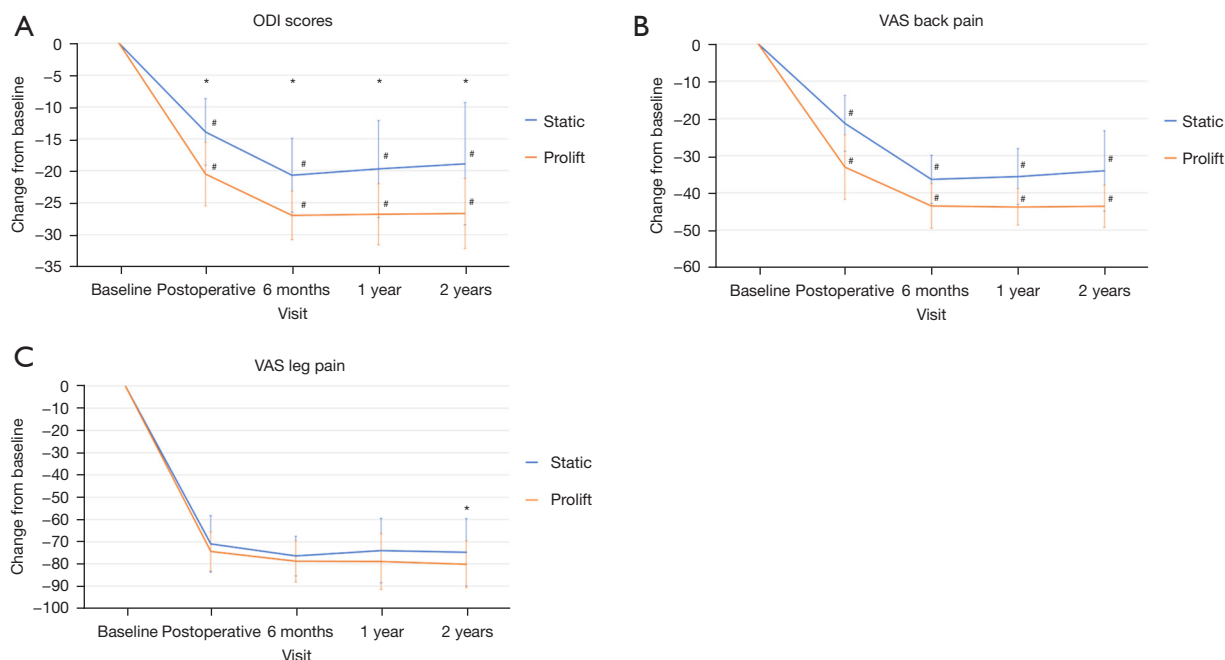 A
ODI scores
Change from baseline
0
−5
−10
−15
−20
−25
−30
−35
* * * *
# # # #
# # # #
Static
Prolift
Baseline Postoperative 6 months 1 year 2 years
Visit
B
VAS back pain
Change from baseline
0
−10
−20
−30
−40
−50
−60
# # # #
# # # #
Static
Prolift
Baseline Postoperative 6 months 1 year 2 years
Visit
C
VAS leg pain
Change from baseline
0
−10
−20
−30
−40
−50
−60
−70
−80
−90
−100
*
Static
Prolift
Baseline Postoperative 6 months 1 year 2 years
Visit